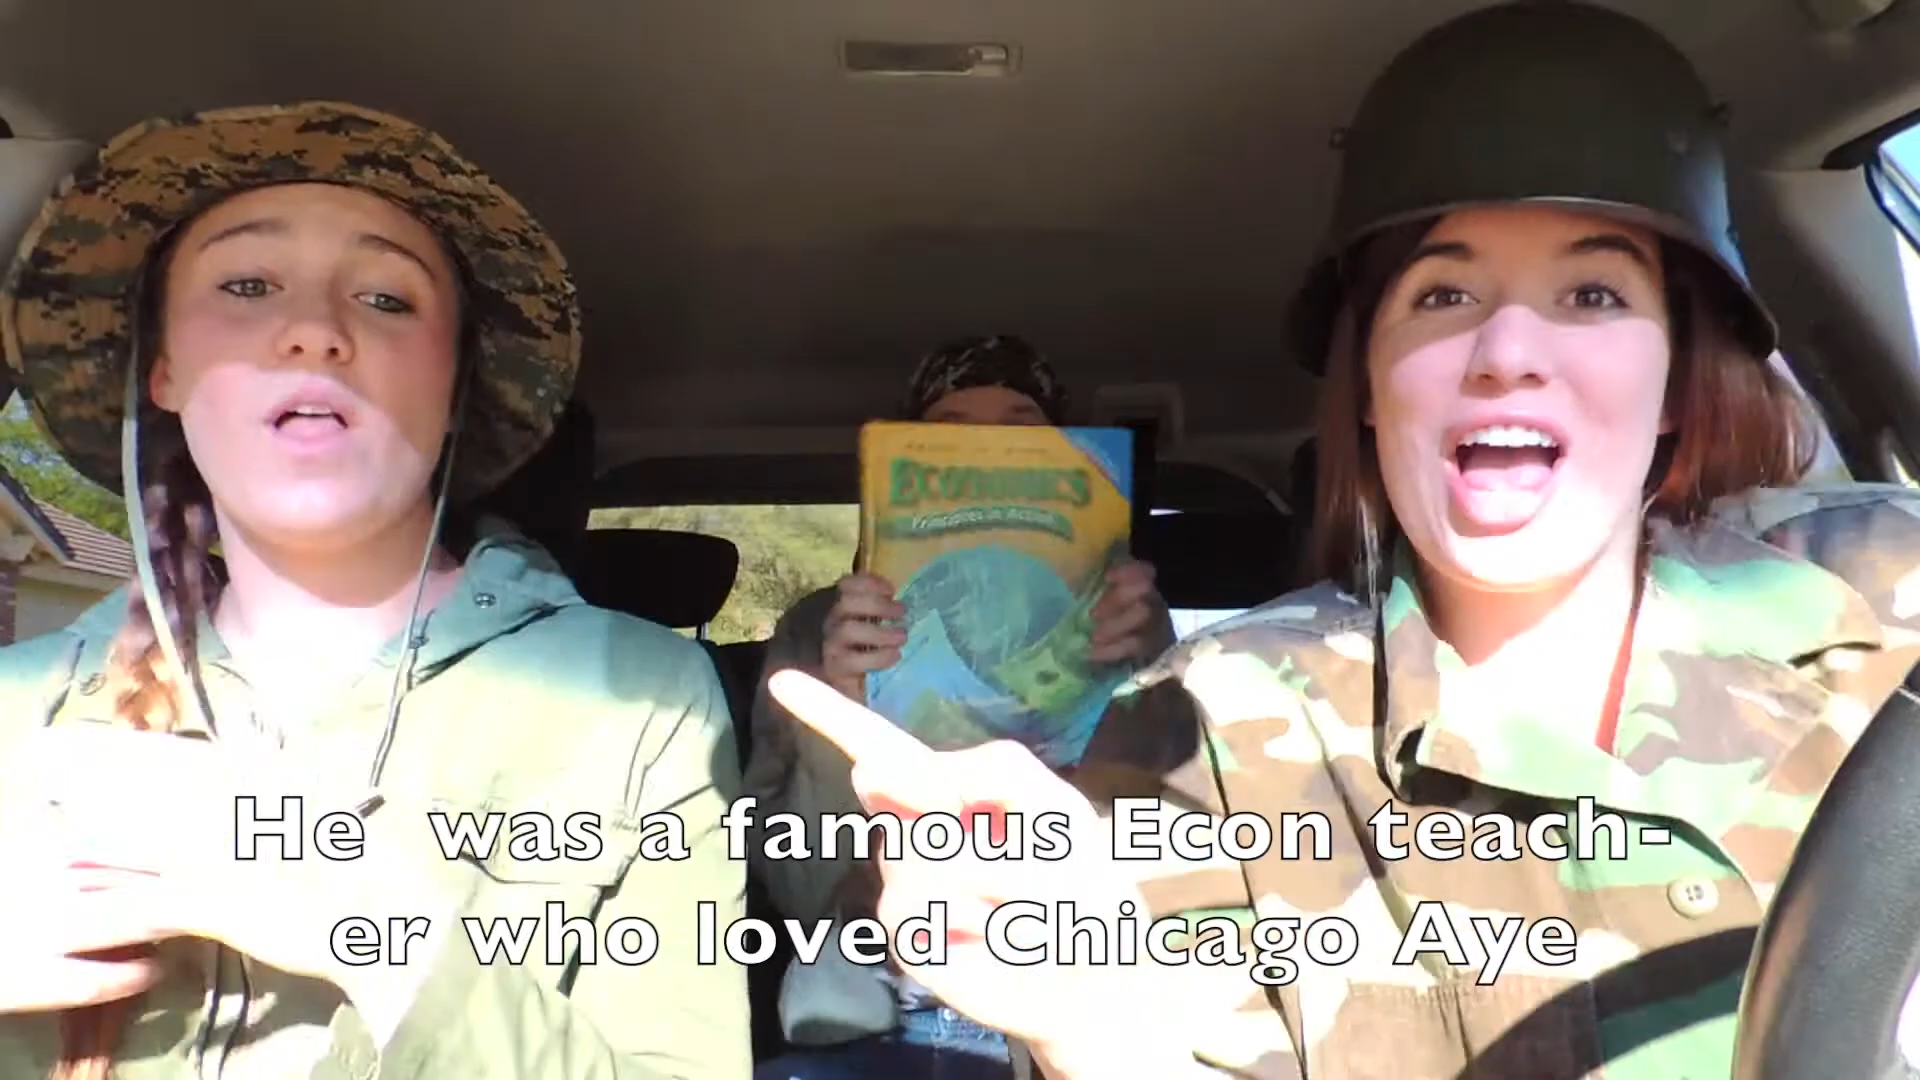 ECONOMICS
Principles in Action
He  was a famous Econ teach-
er who loved Chicago Aye